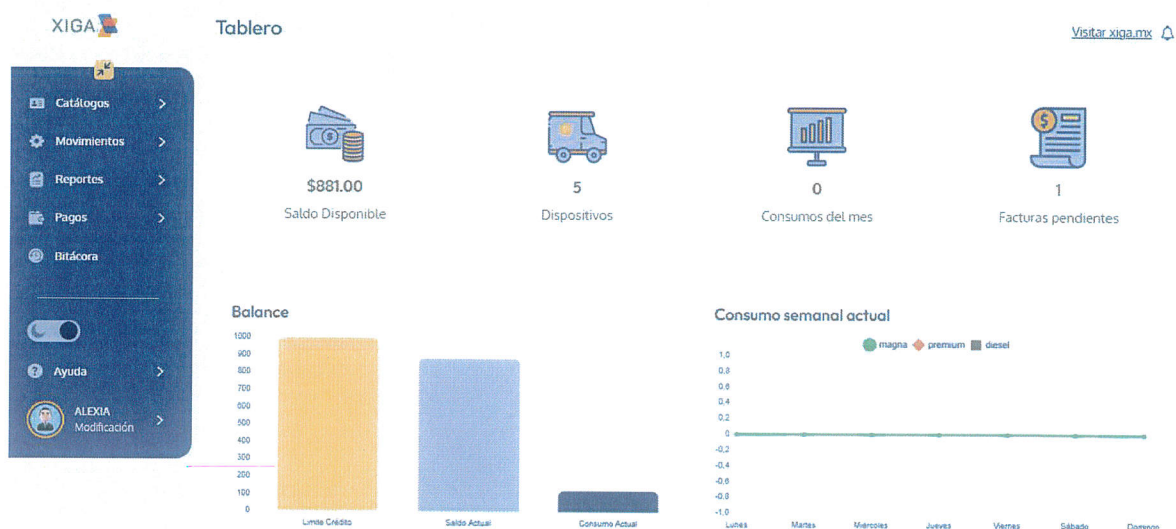 XIGA
Tablero
Visitar xiga.mx
Catálogos
Movimientos
Reportes
Pagos
Bitácora
Ayuda
ALEXIA
Modificación
$881.00
Saldo Disponible
5
Dispositivos
0
Consumos del mes
1
Facturas pendientes
Balance
1000
900
800
700
600
500
400
300
200
100
0
Limite Crédito
Saldo Actual
Consumo Actual
Consumo semanal actual
magna premium diesel
1,0
0,8
0,6
0,4
0,2
0
-0,2
-0,4
-0,6
-0,8
-1,0
Lunes Martes Miercoles Jueves Viernes Sábado Domingo